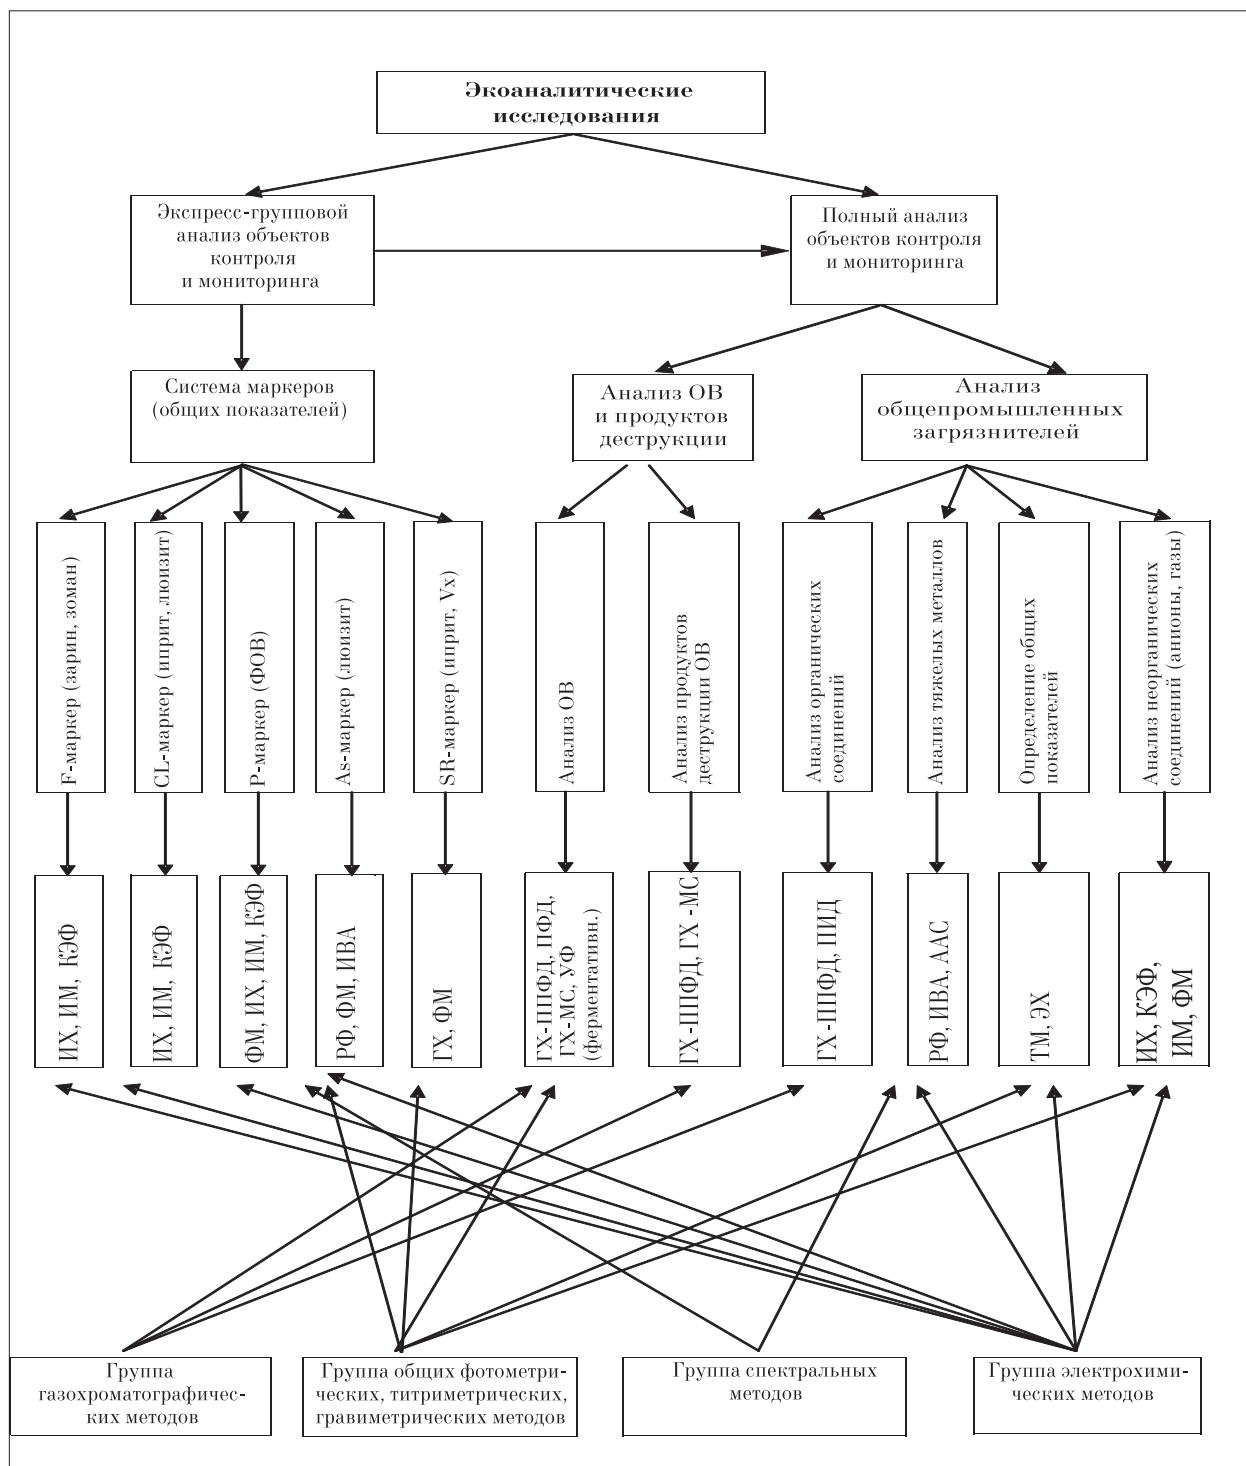 Экоаналитические
исследования
Экспресс-групповой
анализ объектов
контроля
и мониторинга
Полный анализ
объектов контроля
и мониторинга
Система маркеров
(общих показателей)
Анализ ОВ
и продуктов
деструкции
Анализ
общепромышленных
загрязнителей
F-маркер (зарин, зоман)
CL-маркер (иприт, люизит)
P-маркер (ФОВ)
As-маркер (люизит)
SR-маркер (иприт, Vx)
Анализ ОВ
Анализ продуктов
деструкции ОВ
Анализ органических
соединений
Анализ тяжелых металлов
Определение общих
показателей
Анализ неорганических
соединений (анионы, газы)
ИХ, ИМ, КЭФ
ИХ, ИМ, КЭФ
ФМ, ИХ, ИМ, КЭФ
РФ, ФМ, ИВА
ГХ, ФМ
ГХ-ППФД, ПФД,
ГХ-МС, УФ
(ферментативн.)
ГХ-ППФД, ГХ -МС
ГХ-ППФД, ПИД
РФ, ИВА, ААС
ТМ, ЭХ
ИХ, КЭФ,
ИМ, ФМ
Группа
газохроматографичес-
ких методов
Группа общих фотометри-
ческих, титриметрических,
гравиметрических методов
Группа спектральных
методов
Группа электрохими-
ческих методов